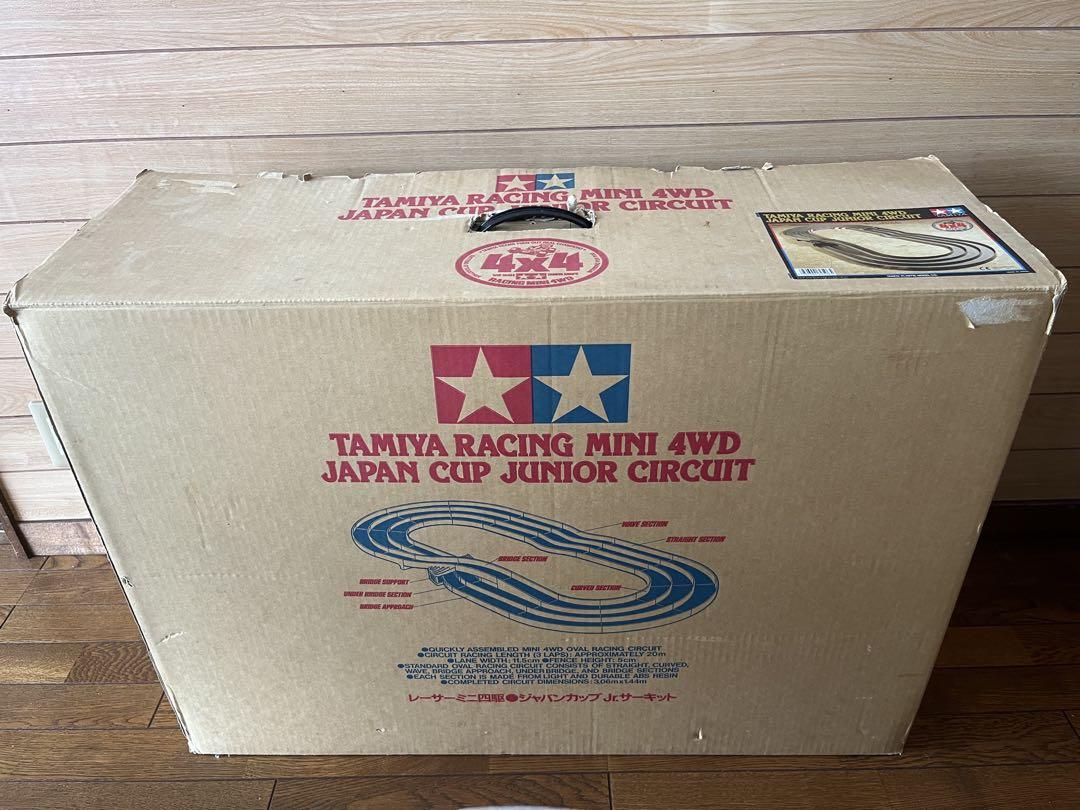 TAMIYA RACING MINI 4WD
JAPAN CUP JUNIOR CIRCUIT
4x4
RACING MINI 4WD
TAMIYA RACING MINI 4WD
JAPAN CUP JUNIOR CIRCUIT
4x4
CE
TAMIYA RACING MINI 4WD
JAPAN CUP JUNIOR CIRCUIT
WAVE SECTION
STRAIGHT SECTION
BRIDGE SECTION
BRIDGE SUPPORT
CURVED SECTION
UNDER BRIDGE SECTION
BRIDGE APPROACH
●QUICKLY ASSEMBLED MINI 4WD OVAL RACING CIRCUIT
●CIRCUIT RACING LENGTH (3 LAPS): APPROXIMATELY 20m
●LANE WIDTH: 11.5cm ●FENCE HEIGHT: 5cm
●STANDARD OVAL RACING CIRCUIT CONSISTS OF STRAIGHT, CURVED,
WAVE, BRIDGE APPROACH, UNDER BRIDGE, AND BRIDGE SECTIONS
●EACH SECTION IS MADE FROM LIGHT AND DURABLE ABS RESIN
●COMPLETED CIRCUIT DIMENSIONS: 3.06m×1.44m
レーサーミニ四駆●ジャパンカップ Jr.サーキット